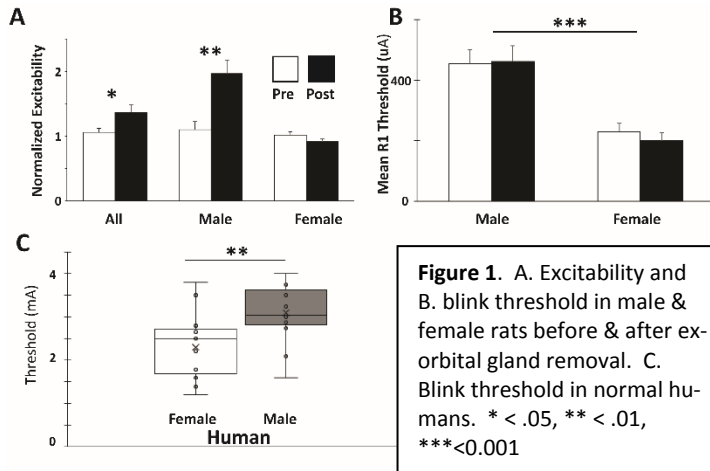 A
Normalized Excitability
2
1
0
*
**
Pre Post
All Male Female
B
Mean R1 Threshold (uA)
400
0
***
Male Female
C
Threshold (mA)
4
2
0
**
Female Male
Human
Figure 1. A. Excitability and
B. blink threshold in male &
female rats before & after ex-
orbital gland removal. C.
Blink threshold in normal hu-
mans. * < .05, ** < .01,
***<0.001